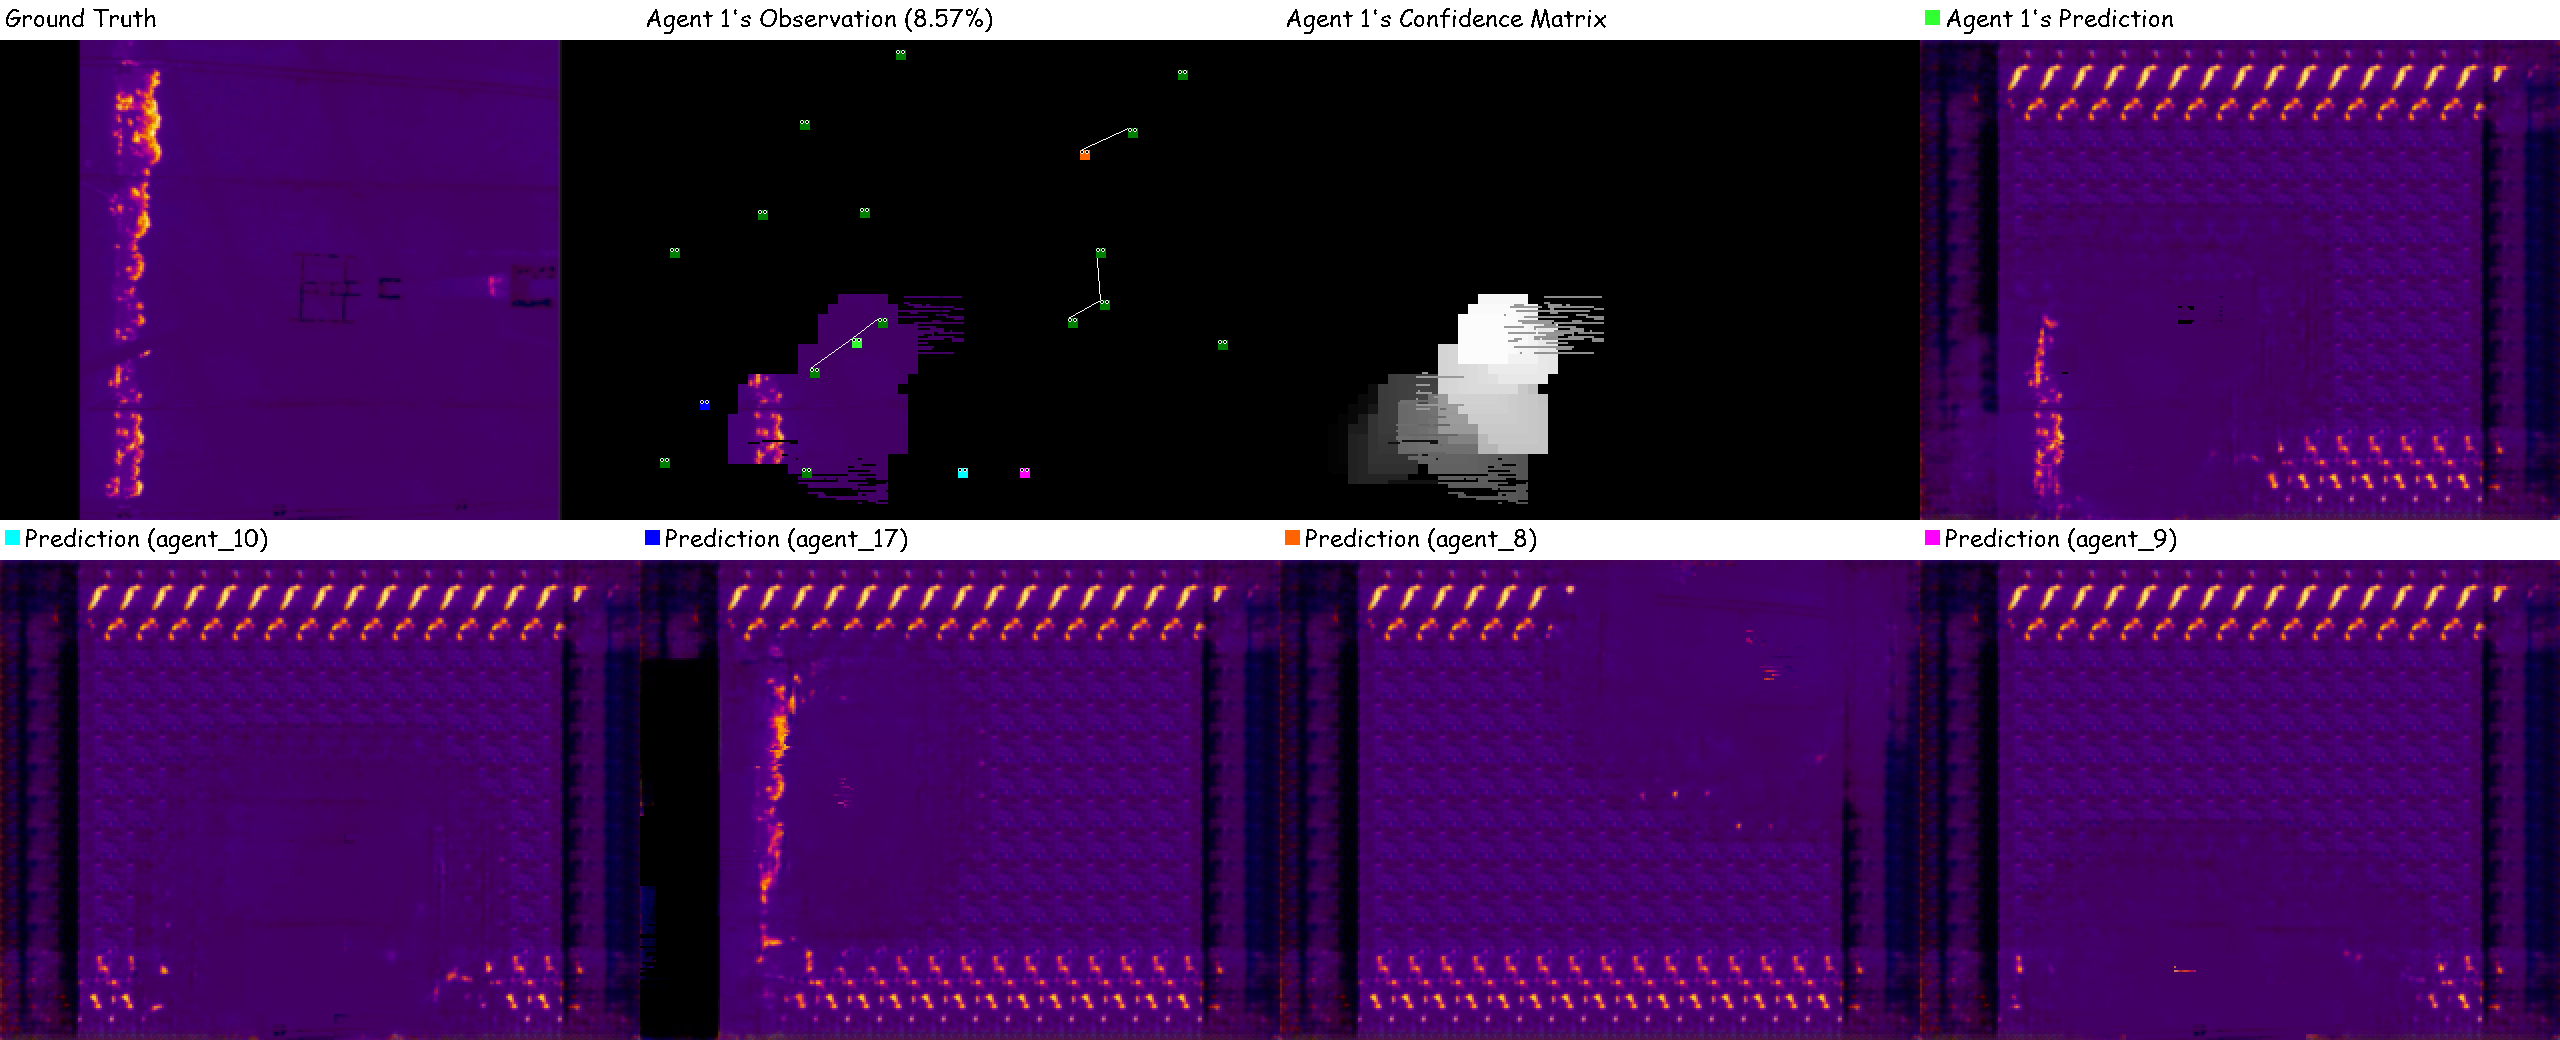 Ground Truth
Agent 1's Observation (8.57%)
Agent 1's Confidence Matrix
Agent 1's Prediction
Prediction (agent_10)
Prediction (agent_17)
Prediction (agent_8)
Prediction (agent_9)